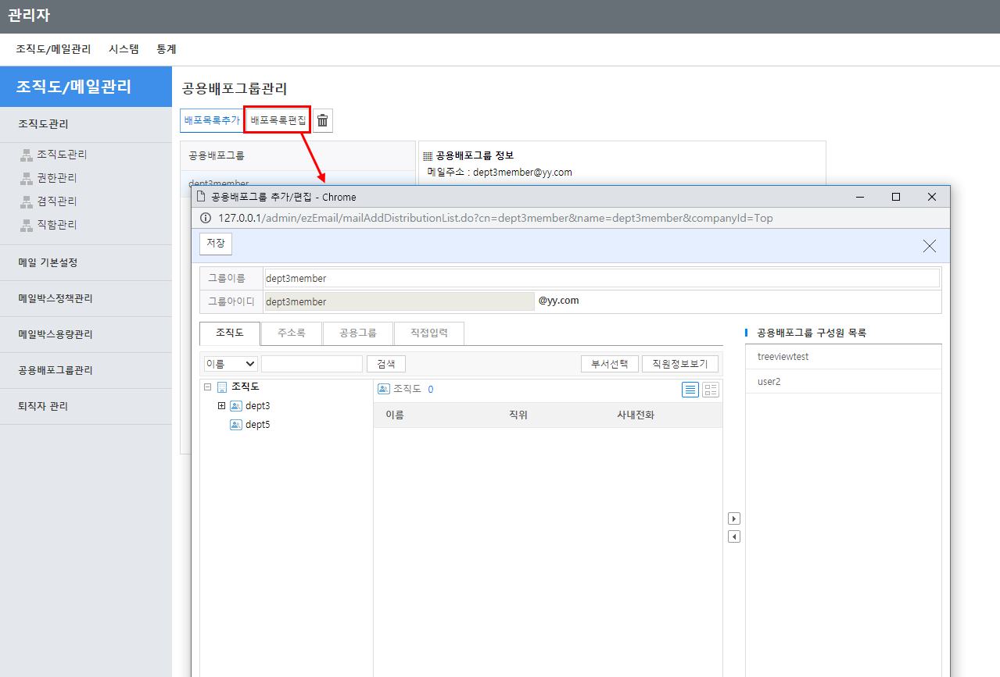 관리자
조직도/메일관리 시스템 통계
조직도/메일관리
조직도관리
조직도관리
권한관리
겸직관리
직함관리
메일 기본설정
메일박스정책관리
메일박스용량관리
공용배포그룹관리
퇴직자 관리
공용배포그룹관리
배포목록추가 배포목록편집
공용배포그룹
dept3member
공용배포그룹 정보
메일주소 : dept3member@yy.com
공용배포그룹 추가/편집 - Chrome
127.0.0.1/admin/ezEmail/mailAddDistributionList.do?cn=dept3member&name=dept3member&companyId=Top
저장
그룹이름 dept3member
그룹아이디 dept3member @yy.com
조직도 주소록 공용그룹 직접입력
이름 검색 부서선택 직원정보보기
조직도
dept3
dept5
조직도 0
이름 직위 사내전화
공용배포그룹 구성원 목록
treeviewtest
user2